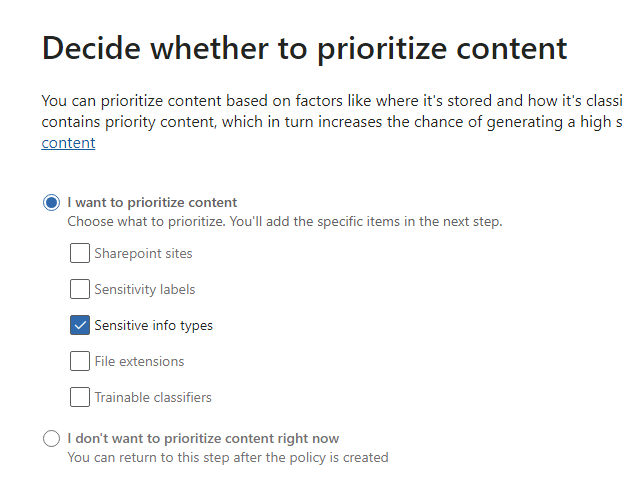 Decide whether to prioritize content
You can prioritize content based on factors like where it's stored and how it's classi
contains priority content, which in turn increases the chance of generating a high s
content
I want to prioritize content
Choose what to prioritize. You'll add the specific items in the next step.
Sharepoint sites
Sensitivity labels
Sensitive info types
File extensions
Trainable classifiers
I don't want to prioritize content right now
You can return to this step after the policy is created